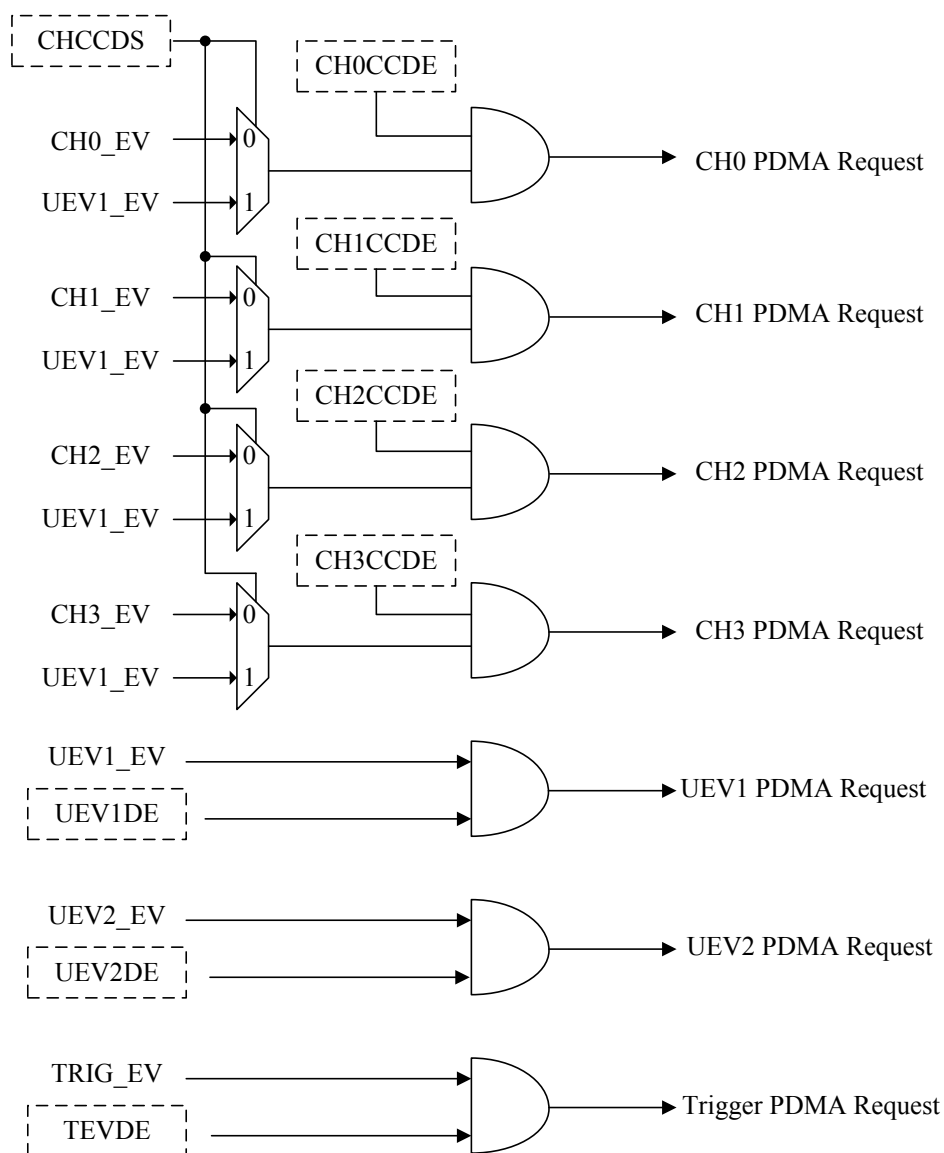 CHCCDS
CH0CCDE
CH0_EV
0
CH0 PDMA Request
UEV1_EV
1
CH1CCDE
CH1_EV
0
CH1 PDMA Request
UEV1_EV
1
CH2CCDE
CH2_EV
0
CH2 PDMA Request
UEV1_EV
1
CH3CCDE
CH3_EV
0
CH3 PDMA Request
UEV1_EV
1
UEV1_EV
UEV1 PDMA Request
UEV1DE
UEV2_EV
UEV2 PDMA Request
UEV2DE
TRIG_EV
Trigger PDMA Request
TEVDE